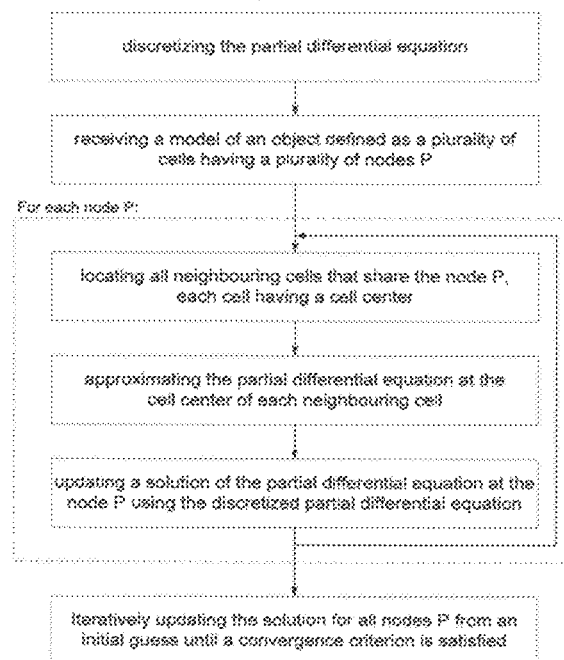 discretizing the partial differential equation
receiving a model of an object defined as a plurality of
cells having a plurality of nodes P
For each node P:
locating all neighbouring cells that share the node P,
each cell having a cell center
approximating the partial differential equation at the
cell center of each neighbouring cell
updating a solution of the partial differential equation at the
node P using the discretized partial differential equation
Iteratively updating the solution for all nodes P from an
initial guess until a convergence criterion is satisfied